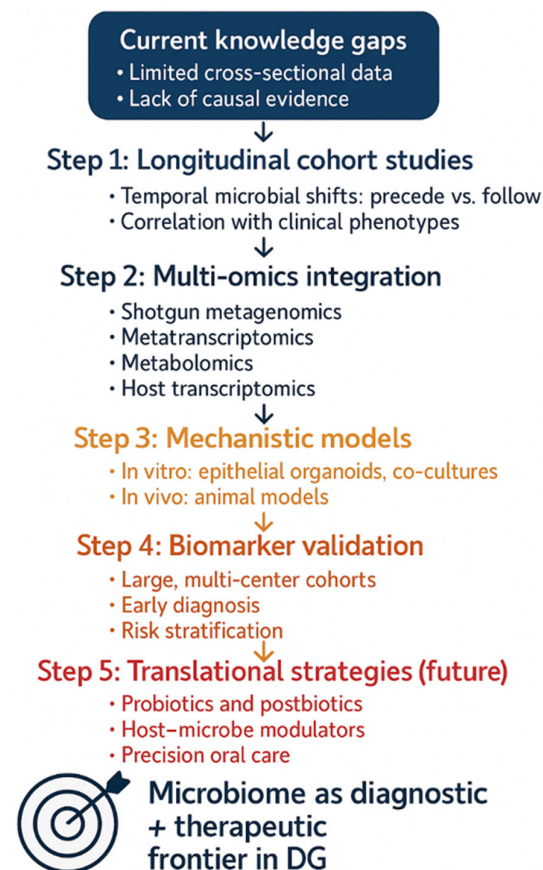 Current knowledge gaps
• Limited cross-sectional data
• Lack of causal evidence
Step 1: Longitudinal cohort studies
• Temporal microbial shifts: precede vs. follow
• Correlation with clinical phenotypes
Step 2: Multi-omics integration
• Shotgun metagenomics
• Metatranscriptomics
• Metabolomics
• Host transcriptomics
Step 3: Mechanistic models
• In vitro: epithelial organoids, co-cultures
• In vivo: animal models
Step 4: Biomarker validation
• Large, multi-center cohorts
• Early diagnosis
• Risk stratification
Step 5: Translational strategies (future)
• Probiotics and postbiotics
• Host–microbe modulators
• Precision oral care
Microbiome as diagnostic
+ therapeutic
frontier in DG